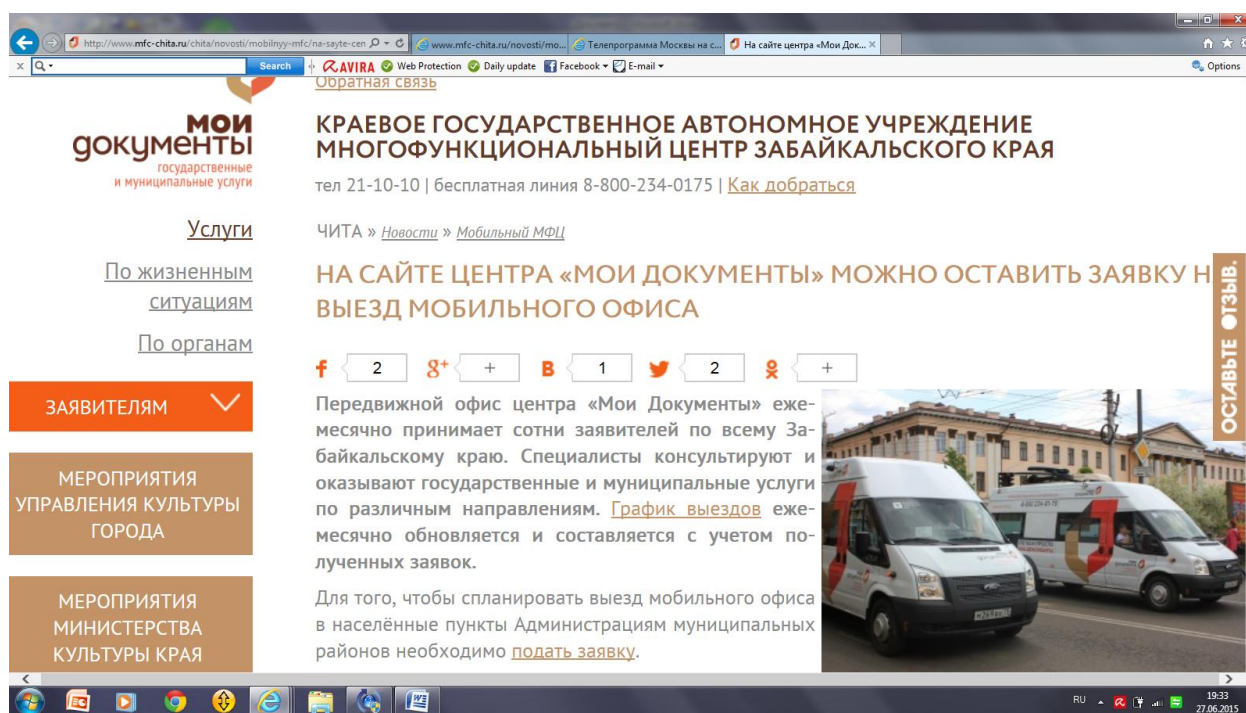 http://www.mfc-chita.ru/chita/novosti/mobilnyy-mfc/na-sayte-cen
www.mfc-chita.ru/novosti/mo...
Телепрограмма Москвы на с...
На сайте центра «Мои Док...
Search
AVIRA
Web Protection
Daily update
Facebook
E-mail
Options
Обратная связь
мои
документы
государственные
и муниципальные услуги
КРАЕВОЕ ГОСУДАРСТВЕННОЕ АВТОНОМНОЕ УЧРЕЖДЕНИЕ
МНОГОФУНКЦИОНАЛЬНЫЙ ЦЕНТР ЗАБАЙКАЛЬСКОГО КРАЯ
тел 21-10-10 | бесплатная линия 8-800-234-0175 | Как добраться
Услуги
По жизненным
ситуациям
По органам
ЗАЯВИТЕЛЯМ
МЕРОПРИЯТИЯ
УПРАВЛЕНИЯ КУЛЬТУРЫ
ГОРОДА
МЕРОПРИЯТИЯ
МИНИСТЕРСТВА
КУЛЬТУРЫ КРАЯ
ЧИТА » Новости » Мобильный МФЦ
НА САЙТЕ ЦЕНТРА «МОИ ДОКУМЕНТЫ» МОЖНО ОСТАВИТЬ ЗАЯВКУ Н
ВЫЕЗД МОБИЛЬНОГО ОФИСА
2 + 1 2 +
Передвижной офис центра «Мои Документы» еже-
месячно принимает сотни заявителей по всему За-
байкальскому краю. Специалисты консультируют и
оказывают государственные и муниципальные услуги
по различным направлениям. График выездов еже-
месячно обновляется и составляется с учетом по-
лученных заявок.
Для того, чтобы спланировать выезд мобильного офиса
в населённые пункты Администрациям муниципальных
районов необходимо подать заявку.
ОСТАВЬТЕ ОТЗЫВ.
RU
19:33
27.06.2015